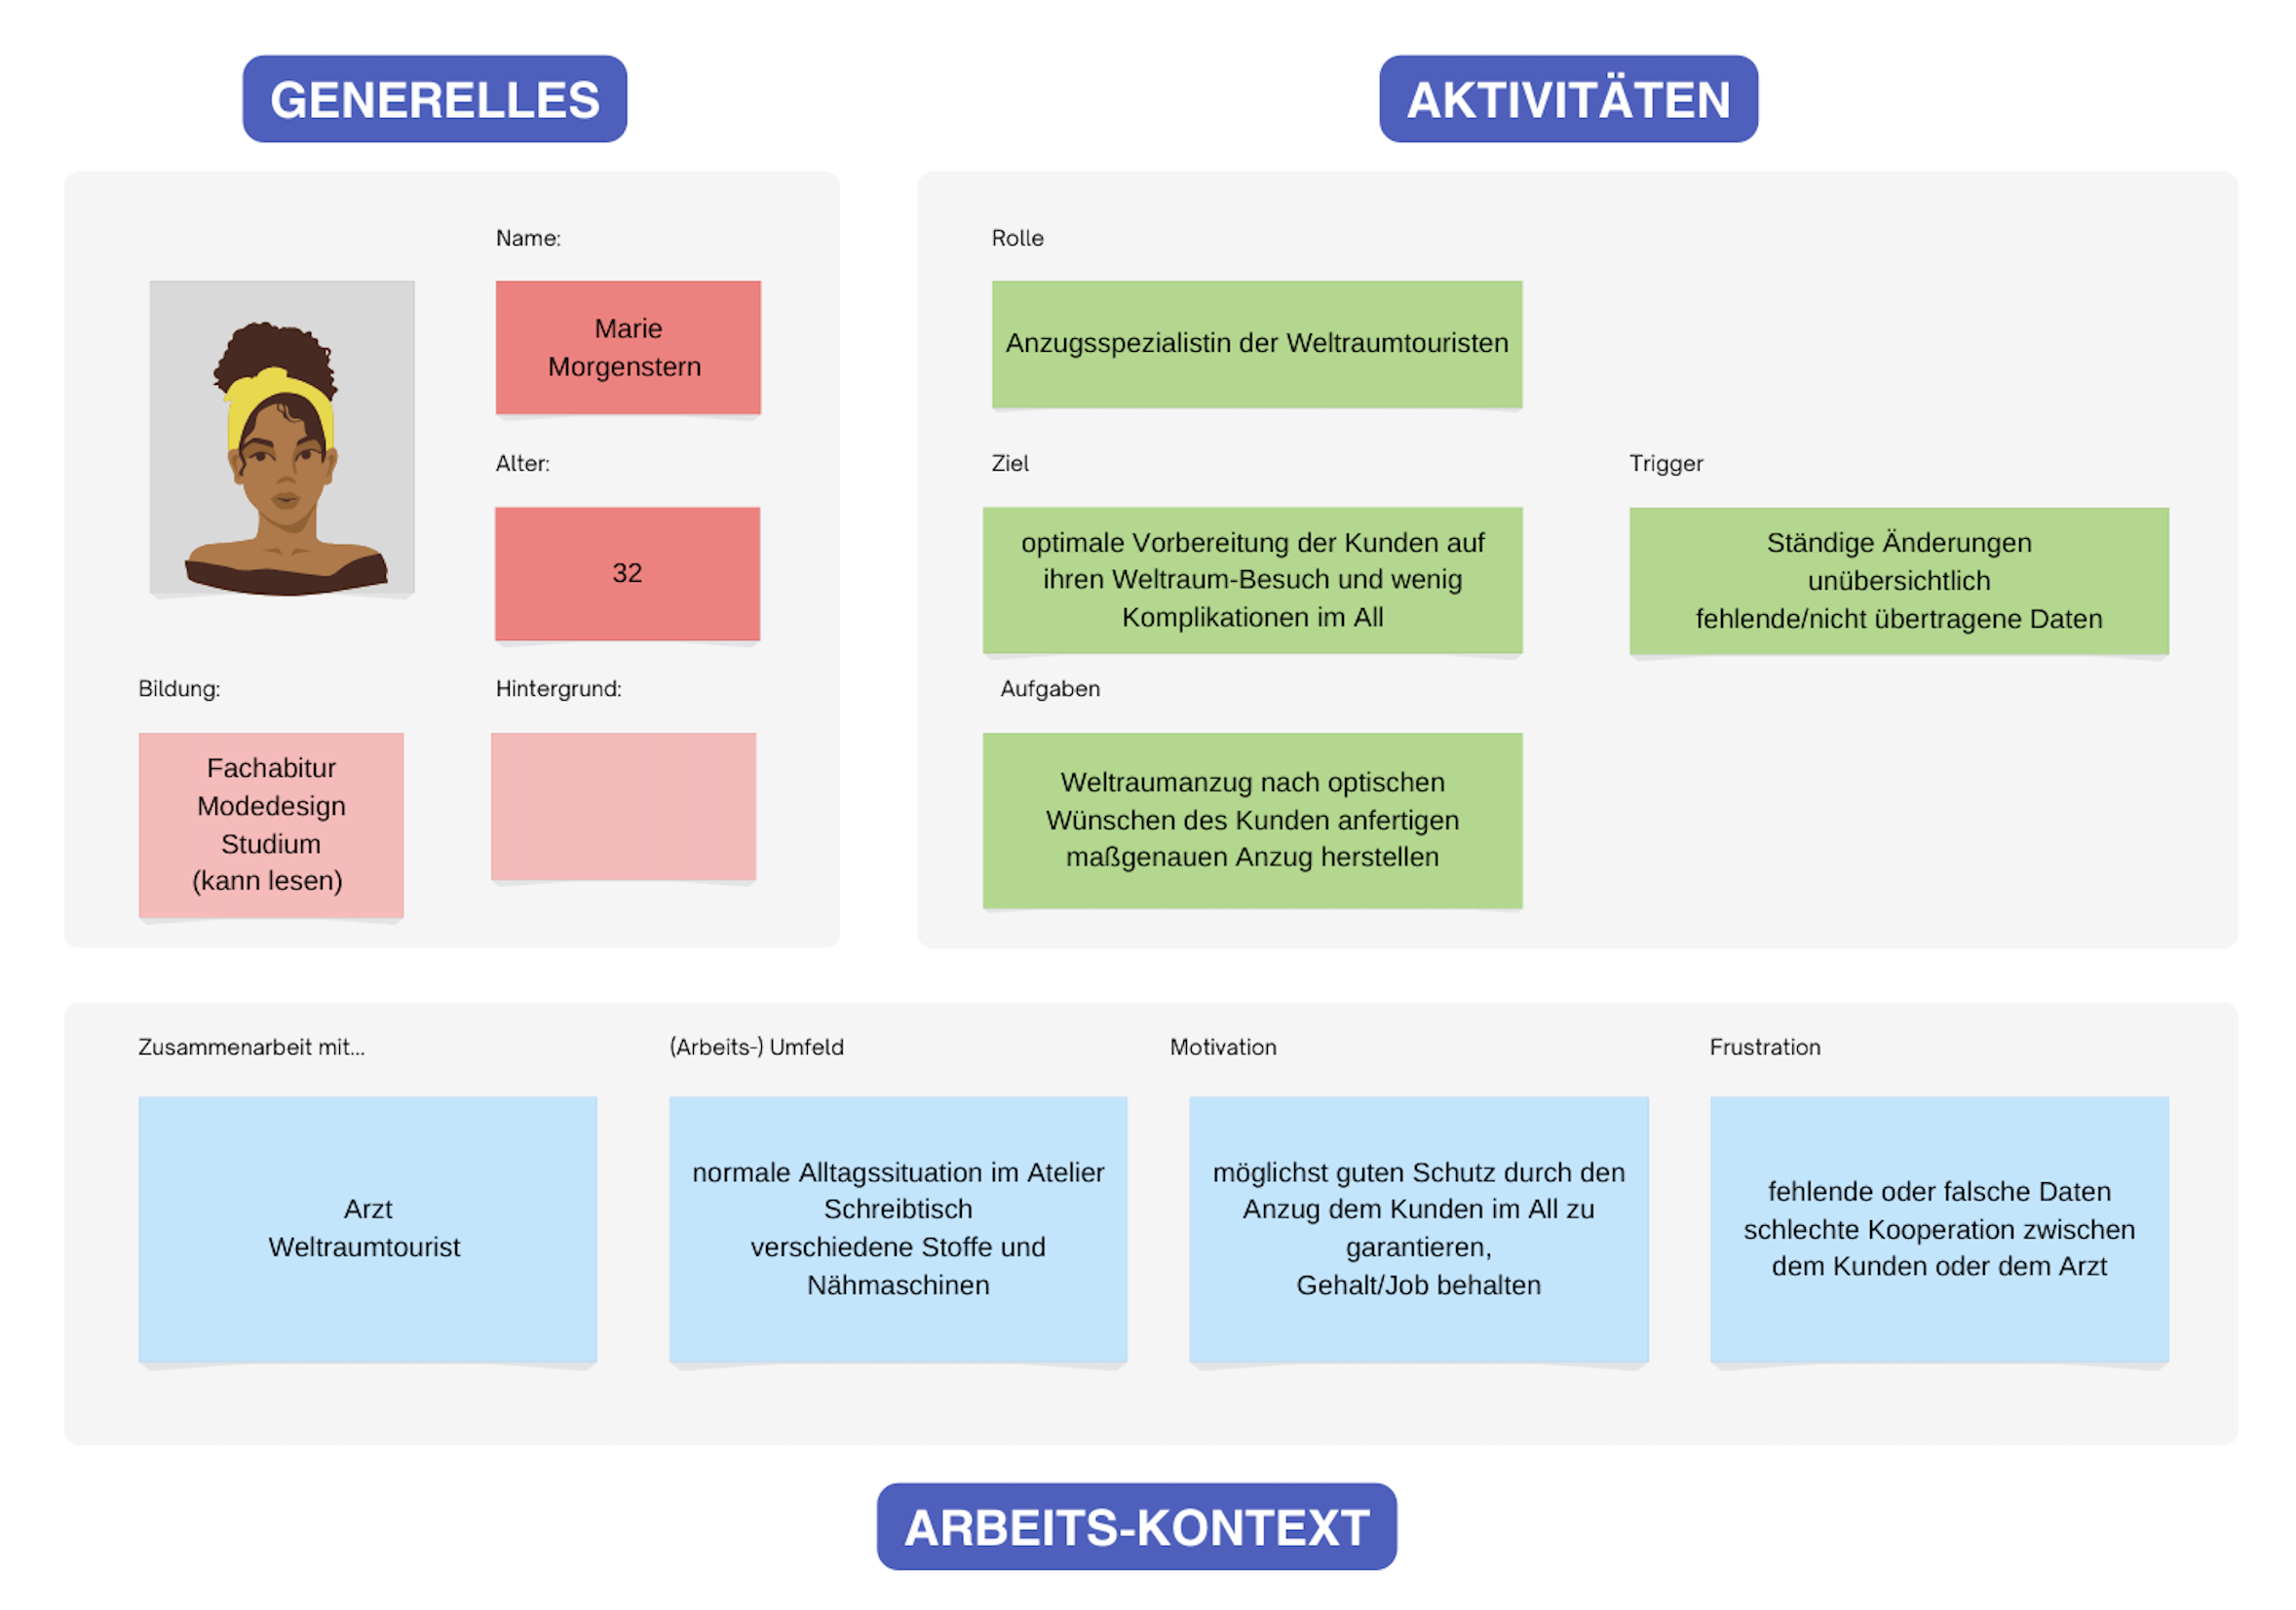 GENERELLES
Name:
Marie
Morgenstern
Alter:
32
Bildung:
Fachabitur
Modedesign
Studium
(kann lesen)
Hintergrund:
AKTIVITÄTEN
Rolle
Anzugsspezialistin der Weltraumtouristen
Ziel
optimale Vorbereitung der Kunden auf
ihren Weltraum-Besuch und wenig
Komplikationen im All
Trigger
Ständige Änderungen
unübersichtlich
fehlende/nicht übertragene Daten
Aufgaben
Weltraumanzug nach optischen
Wünschen des Kunden anfertigen
maßgenauen Anzug herstellen
Zusammenarbeit mit...
Arzt
Weltraumtourist
(Arbeits-) Umfeld
normale Alltagssituation im Atelier
Schreibtisch
verschiedene Stoffe und
Nähmaschinen
Motivation
möglichst guten Schutz durch den
Anzug dem Kunden im All zu
garantieren,
Gehalt/Job behalten
Frustration
fehlende oder falsche Daten
schlechte Kooperation zwischen
dem Kunden oder dem Arzt
ARBEITS-KONTEXT